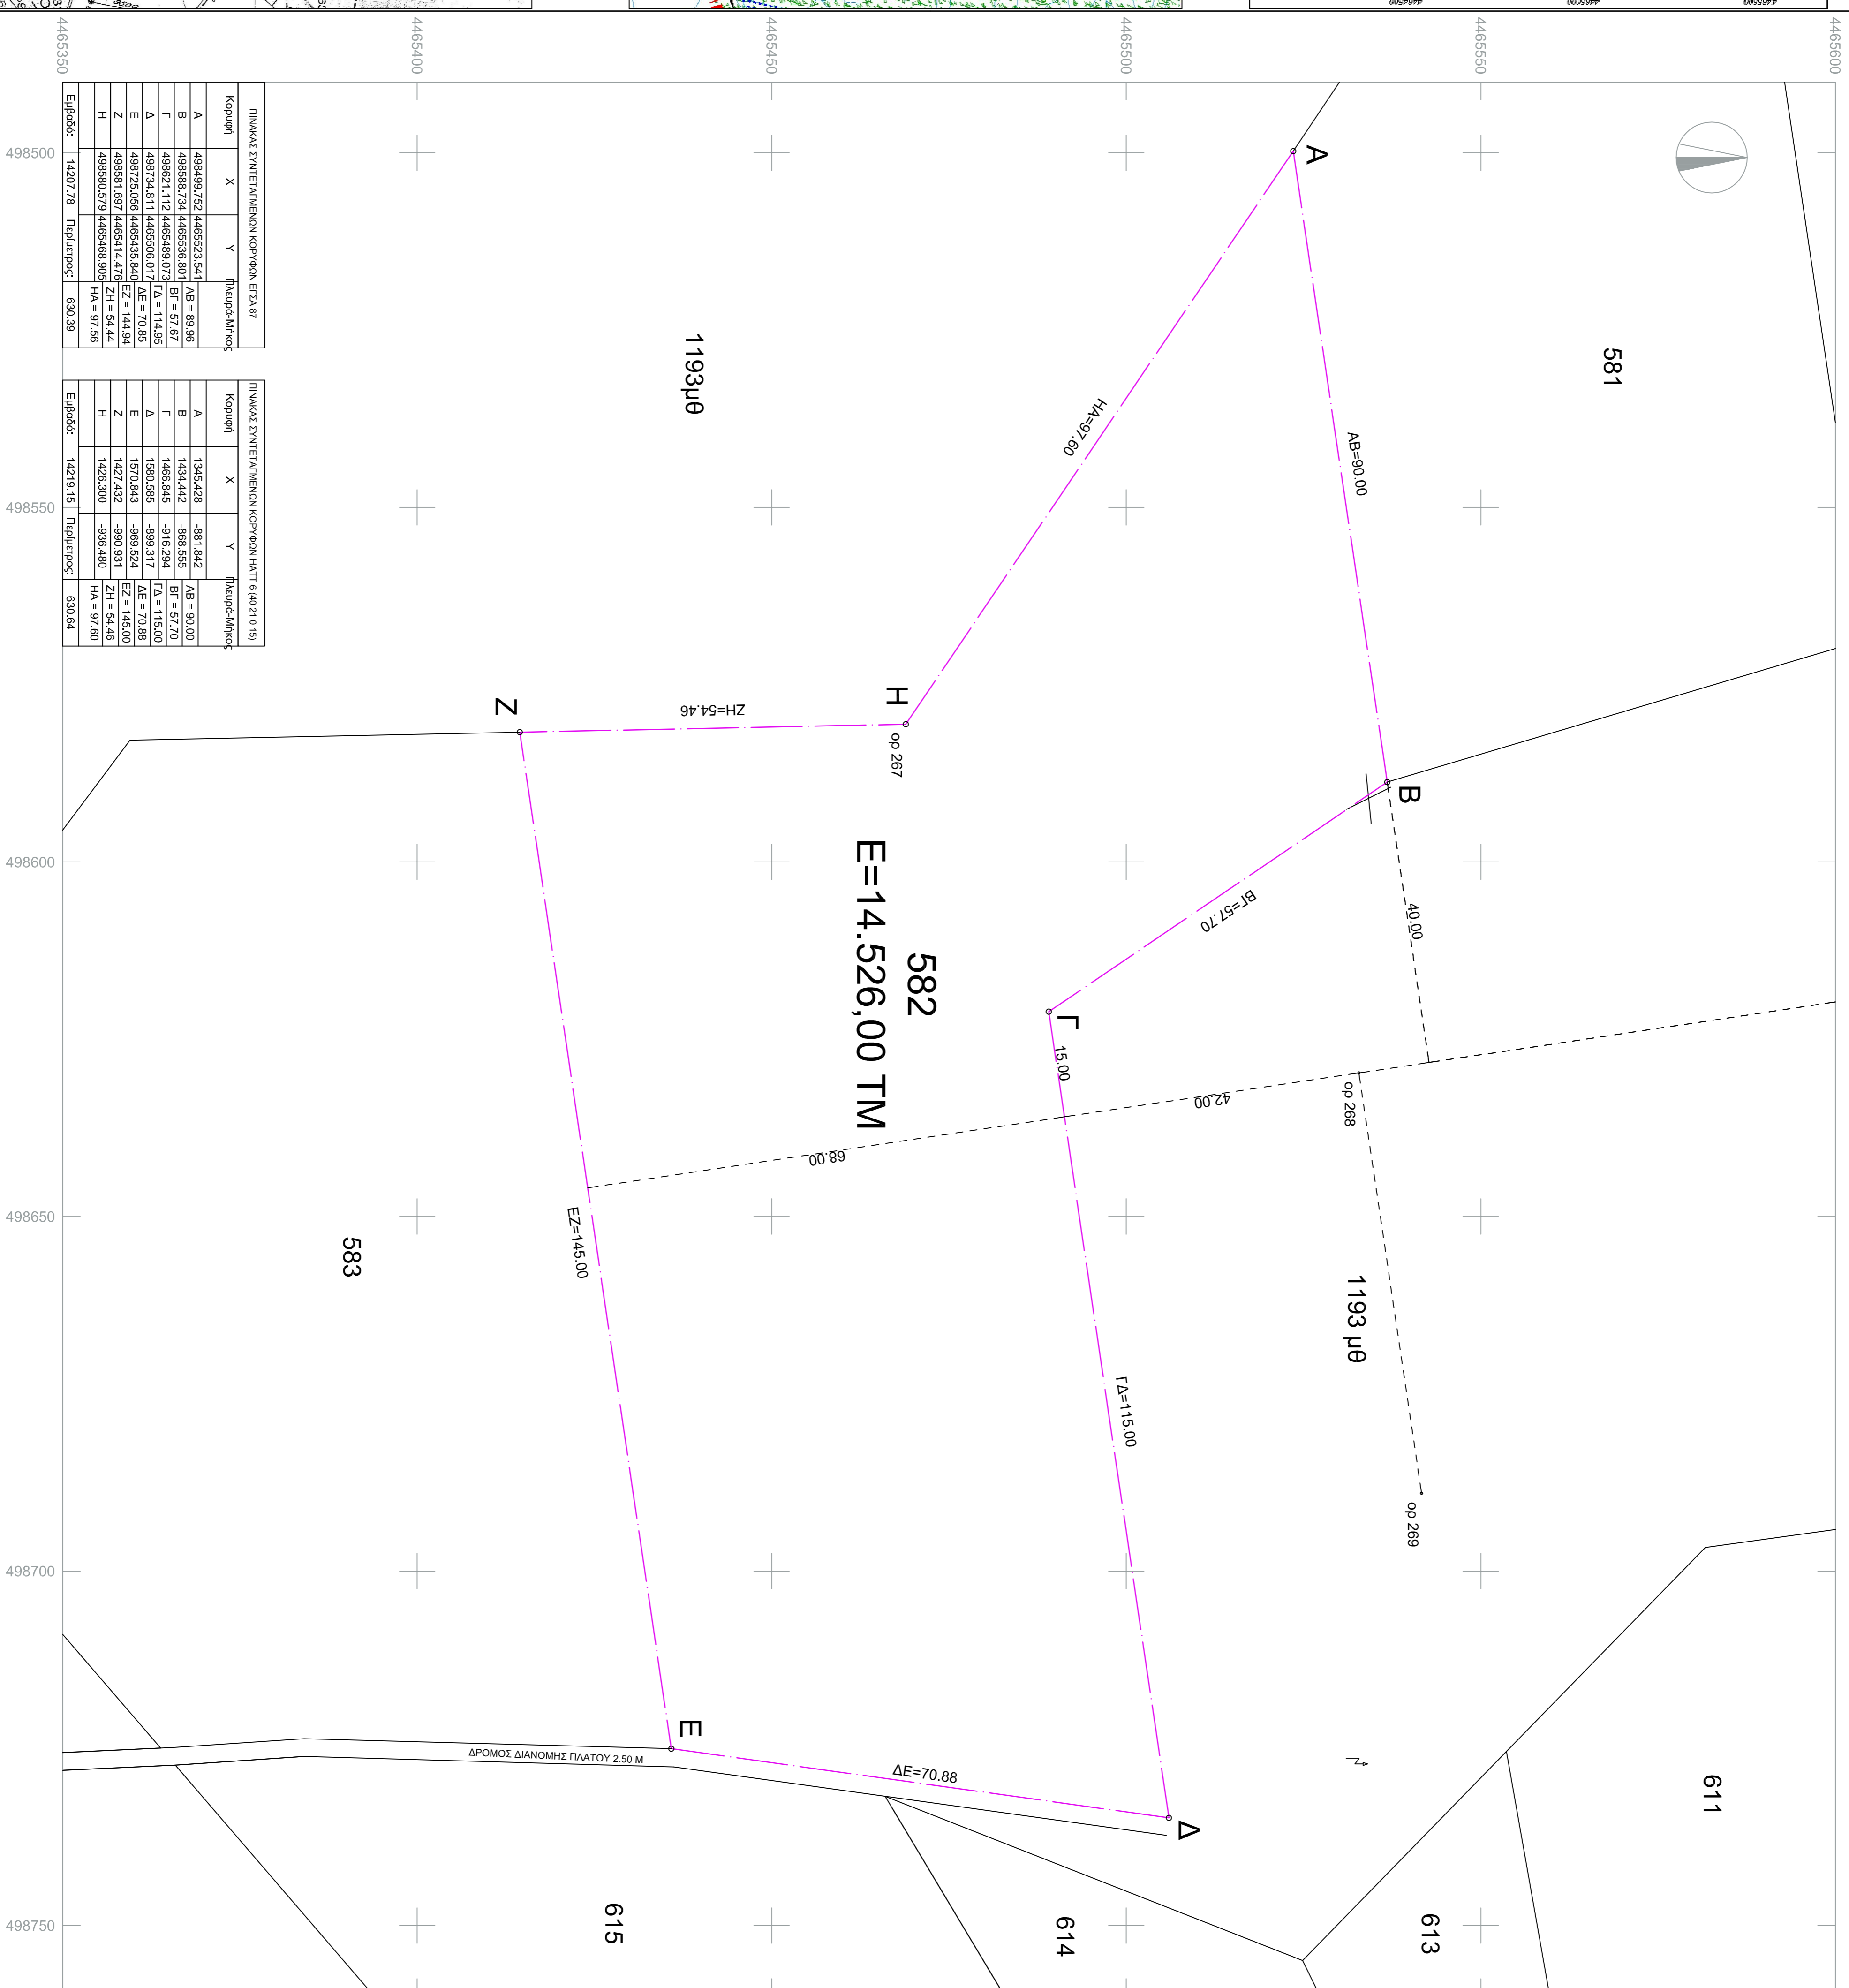 4465350
4465400
4465450
4465500
4465550
4465600
498500
498550
498600
498650
498700
498750
ΠΙΝΑΚΑΣ ΣΥΝΤΕΤΑΓΜΕΝΩΝ ΚΟΡΥΦΩΝ ΕΓΣΑ 87
Κορυφή X Y Πλευρά-Μήκος
Α 498499.752 4465523.541
Β 498588.734 4465536.801 ΑΒ = 89.96
Γ 498621.112 4465489.073 ΒΓ = 57.67
Δ 498734.811 4465506.017 ΓΔ = 114.95
Ε 498725.056 4465435.840 ΔΕ = 70.85
Ζ 498581.697 4465414.476 ΕΖ = 144.94
Η 498580.579 4465468.905 ΖΗ = 54.44
ΗΑ = 97.56
Εμβαδό: 14207.78 Περίμετρος: 630.39
ΠΙΝΑΚΑΣ ΣΥΝΤΕΤΑΓΜΕΝΩΝ ΚΟΡΥΦΩΝ ΗΑΤΤ 6 (40 21 0 15)
Κορυφή X Y Πλευρά-Μήκος
Α 1345.428 -881.842
Β 1434.442 -868.555 ΑΒ = 90.00
Γ 1466.845 -916.294 ΒΓ = 57.70
Δ 1580.585 -899.317 ΓΔ = 115.00
Ε 1570.843 -969.524 ΔΕ = 70.88
Ζ 1427.432 -990.931 ΕΖ = 145.00
Η 1426.300 -936.480 ΖΗ = 54.46
ΗΑ = 97.60
Εμβαδό: 14219.15 Περίμετρος: 630.64
581
Α
ΑΒ=90.00
Β
40.00
ορ 268
ορ 269
1193 μθ
611
613
614
615
1193μθ
ΗΑ=97.60
Η
ορ 267
ΖΗ=54.46
Ζ
ΒΓ=57.70
Γ
15.00
42.00
68.00
582
Ε=14.526,00 ΤΜ
ΓΔ=115.00
Δ
ΔΕ=70.88
Ε
ΕΖ=145.00
583
ΔΡΟΜΟΣ ΔΙΑΝΟΜΗΣ ΠΛΑΤΟΥ 2.50 Μ